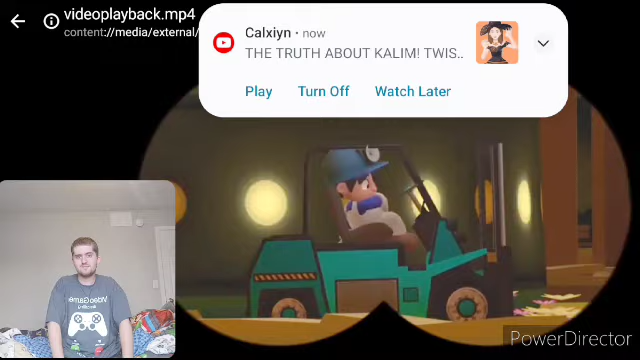 videoplayback.mp4
content://media/external/
Calxiyn • now
THE TRUTH ABOUT KALIM! TWIS..
Play Turn Off Watch Later
PowerDirector